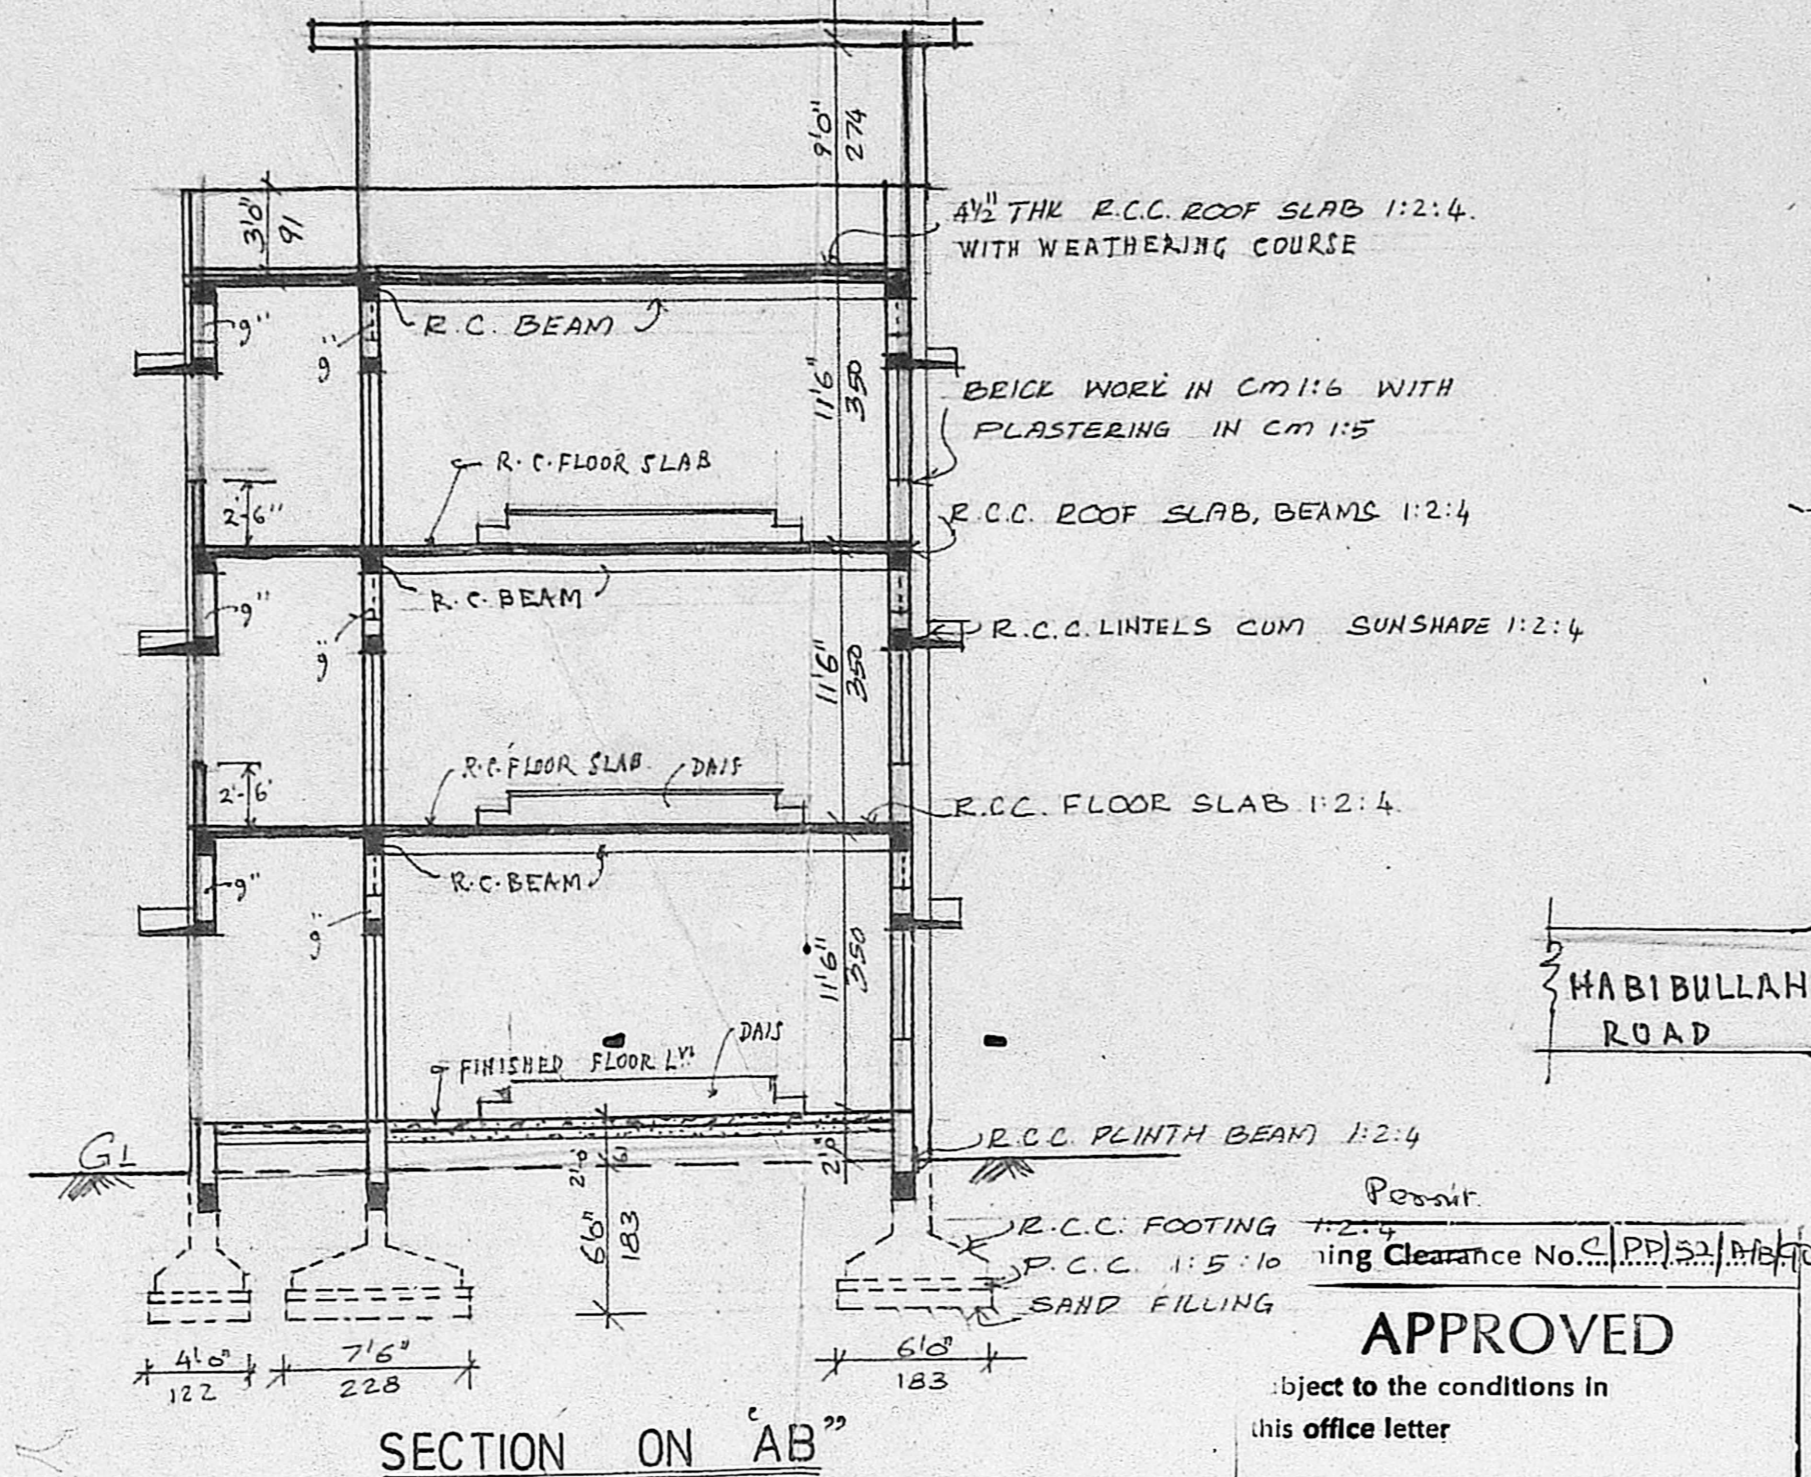 9'0"
274
3'0"
91
4½" THK R.C.C. ROOF SLAB 1:2:4.
WITH WEATHERING COURSE
9"
9"
R.C. BEAM
11'6"
350
BRICK WORK IN CM 1:6 WITH
PLASTERING IN CM 1:5
R.C. FLOOR SLAB
2'-6"
R.C.C. ROOF SLAB, BEAMS 1:2:4
9"
9"
R.C. BEAM
R.C.C. LINTELS CUM SUNSHADE 1:2:4
11'6"
350
R.C. FLOOR SLAB
DAIS
2'-6"
R.C.C. FLOOR SLAB 1:2:4.
9"
9"
R.C. BEAM
11'6"
350
HABIBULLAH
ROAD
DAIS
FINISHED FLOOR LVL
GL
2'-0"
61
2'0"
R.C.C. PLINTH BEAM 1:2:4
6'0"
183
R.C.C. FOOTING 1:2:4
P.C.C. 1:5:10
SAND FILLING
4'0"
122
7'6"
228
6'0"
183
SECTION ON "AB"
Permit
ing Clearance No. C/PP/52/A/B/
APPROVED
bject to the conditions in
this office letter